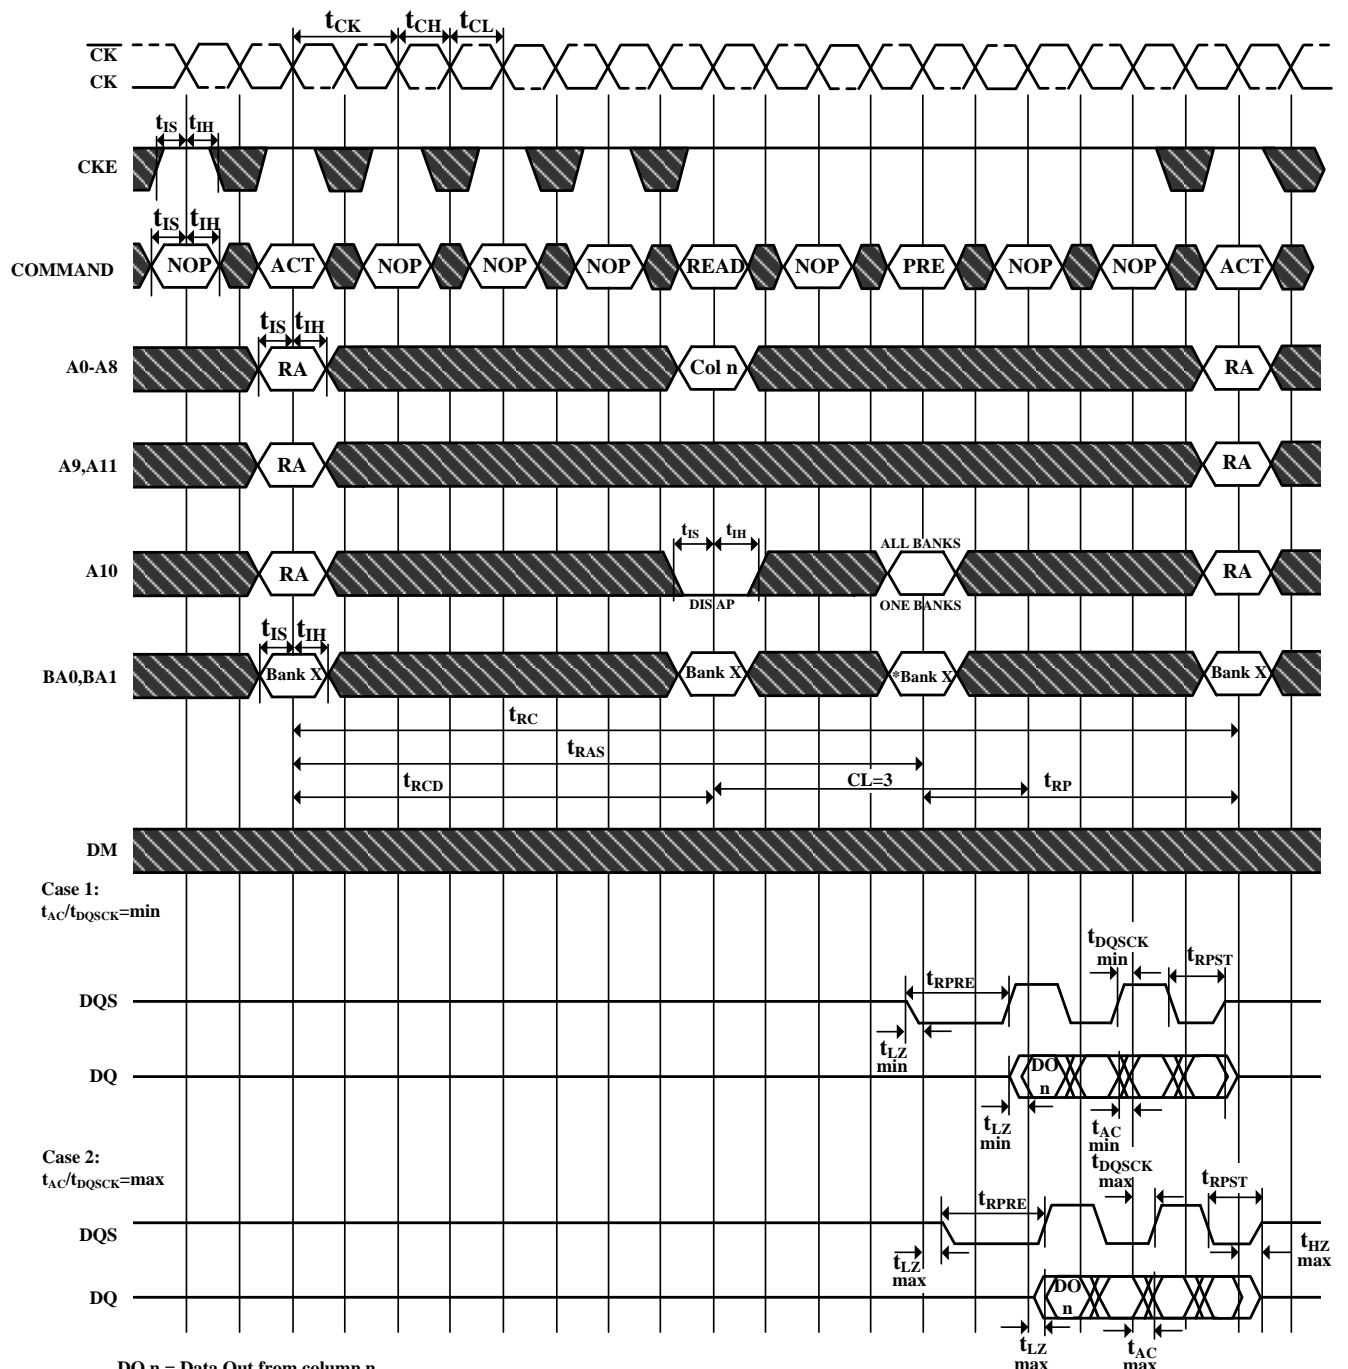 tCK tCH tCL
CK
CK
tIS tIH
CKE
tIS tIH
COMMAND NOP ACT NOP NOP NOP READ NOP PRE NOP NOP ACT
tIS tIH
A0-A8 RA Col n RA
A9,A11 RA RA
tIS tIH ALL BANKS
A10 RA RA
DIS AP ONE BANKS
tIS tIH
BA0,BA1 Bank X Bank X *Bank X Bank X
tRC
tRAS
tRCD CL=3 tRP
DM
Case 1:
tAC/tDQSCK=min
tDQSCK
min
tRPST
tRPRE
DQS
tLZ
min
DQ DO
n
tLZ
min
tAC
min
Case 2:
tAC/tDQSCK=max
tDQSCK
max
tRPST
tRPRE
DQS
tHZ
max
tLZ
max
DQ DO
n
tLZ
max
tAC
max
DO n = Data Out from column n